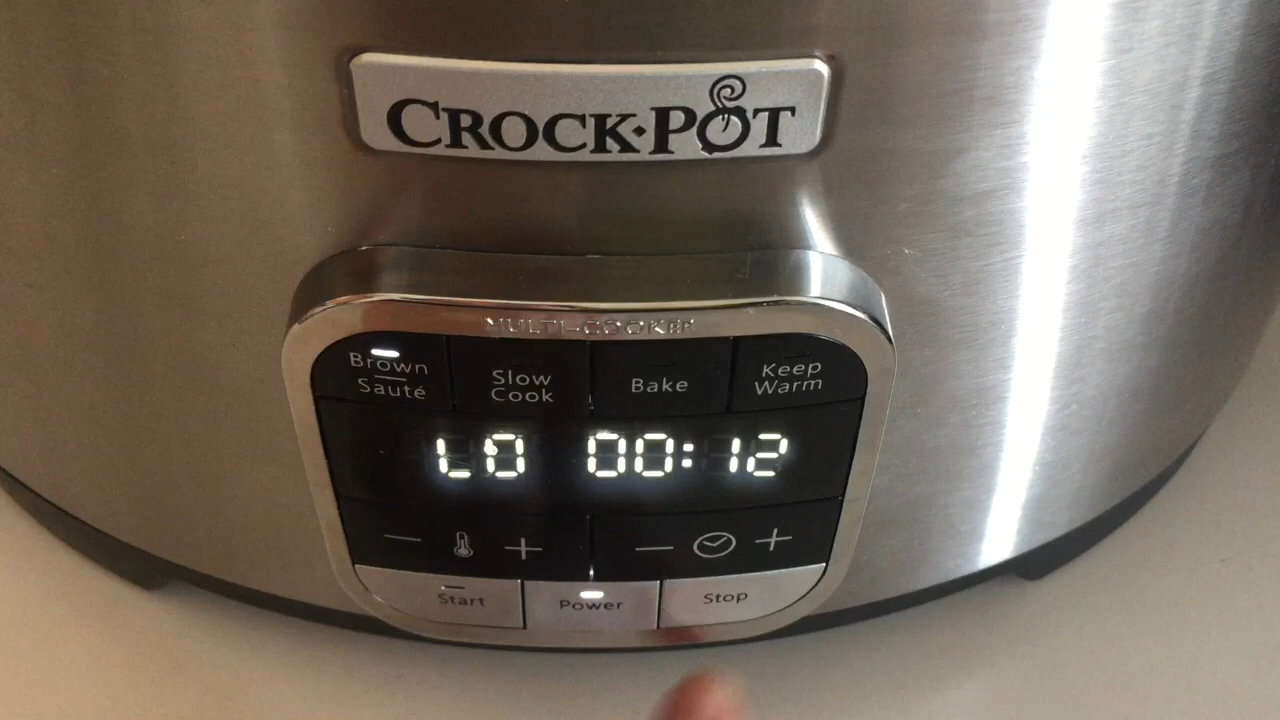 CROCK·POT
MULTI-COOKER
Brown
Sauté
Slow
Cook
Bake
Keep
Warm
LO 00:12
− + − +
Start Power Stop